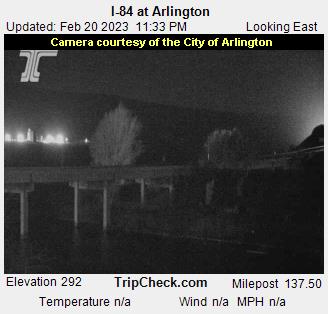 I-84 at Arlington
Updated: Feb 20 2023 11:33 PM Looking East
Camera courtesy of the City of Arlington
Elevation 292 TripCheck.com Milepost 137.50
Temperature n/a Wind n/a MPH n/a